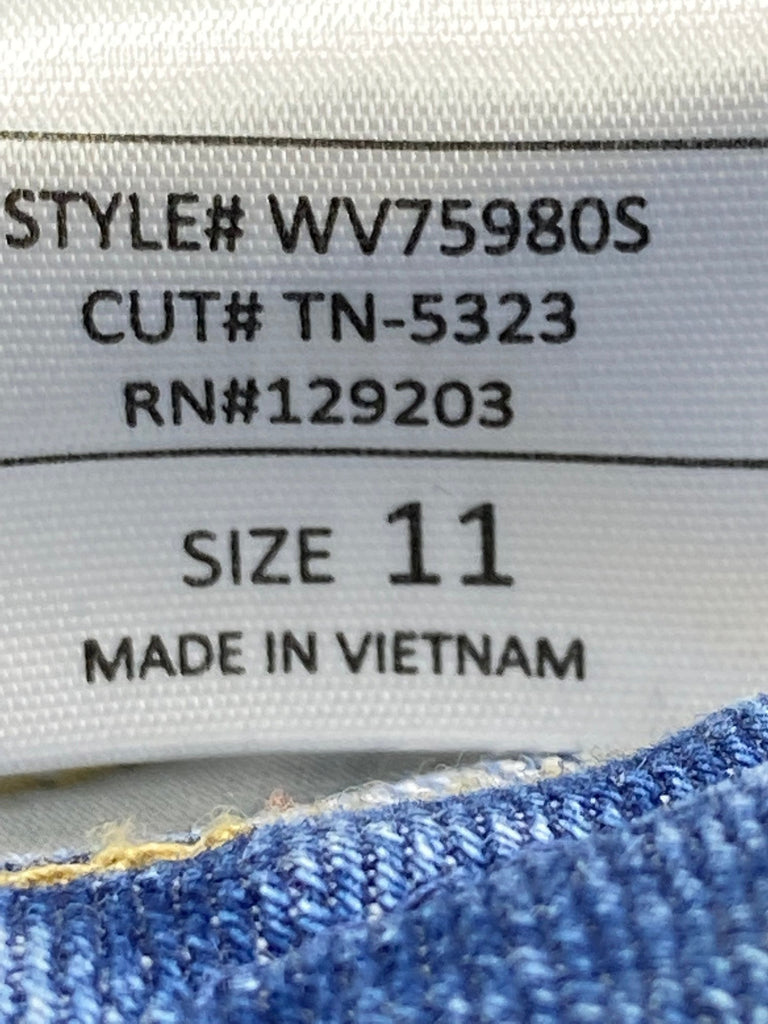 STYLE# WV75980S
CUT# TN-5323
RN#129203
SIZE 11
MADE IN VIETNAM